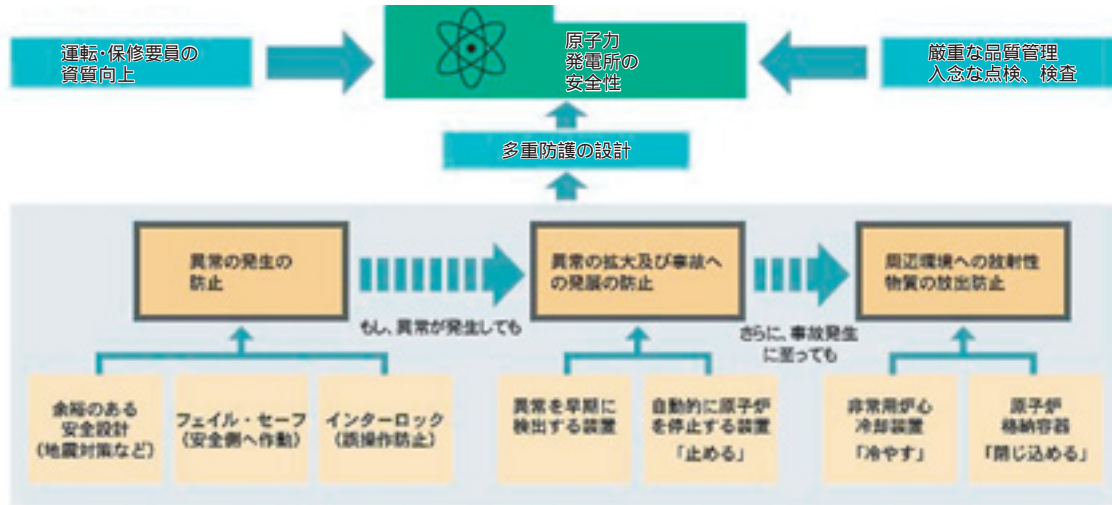 運転・保修要員の
資質向上
原子力
発電所の
安全性
厳重な品質管理
入念な点検、検査
多重防護の設計
異常の発生の
防止
もし、異常が発生しても
異常の拡大及び事故へ
の発展の防止
さらに、事故発生
に至っても
周辺環境への放射性
物質の放出防止
余裕のある
安全設計
(地震対策など)
フェイル・セーフ
(安全側へ作動)
インターロック
(誤操作防止)
異常を早期に
検出する装置
自動的に原子炉
を停止する装置
「止める」
非常用炉心
冷却装置
「冷やす」
原子炉
格納容器
「閉じ込める」